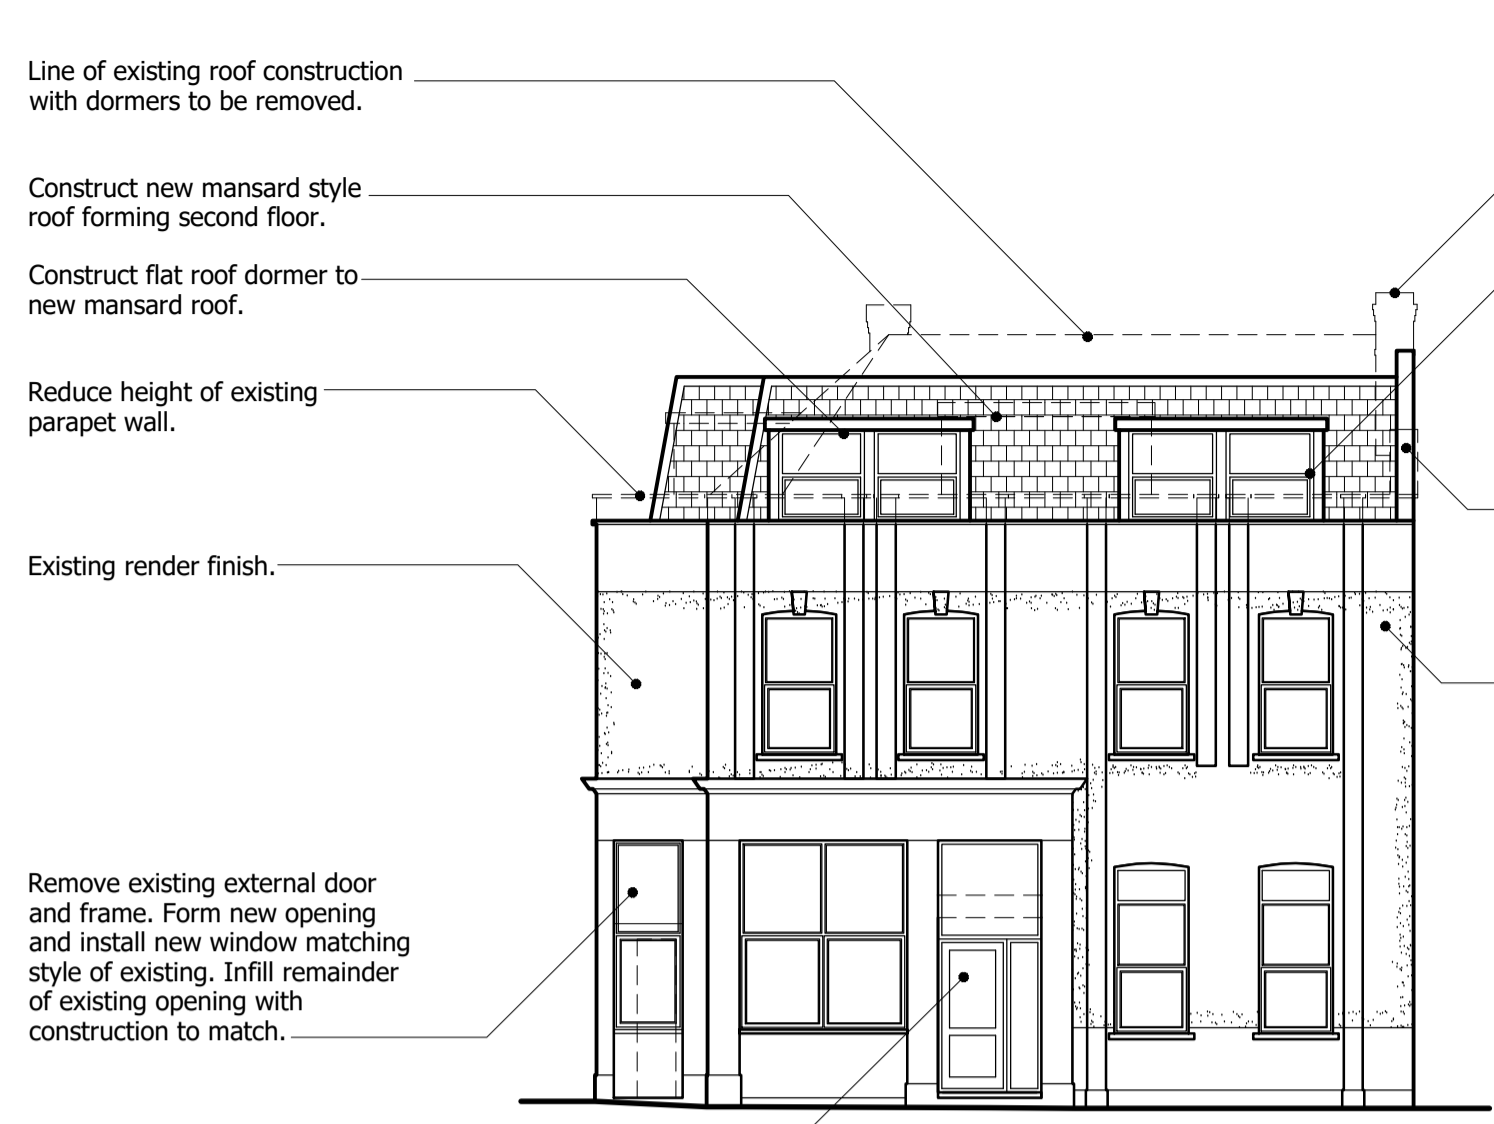 Line of existing roof construction
with dormers to be removed.
Construct new mansard style
roof forming second floor.
Construct flat roof dormer to
new mansard roof.
Reduce height of existing
parapet wall.
Existing render finish.
Remove existing external door
and frame. Form new opening
and install new window matching
style of existing. Infill remainder
of existing opening with
construction to match.